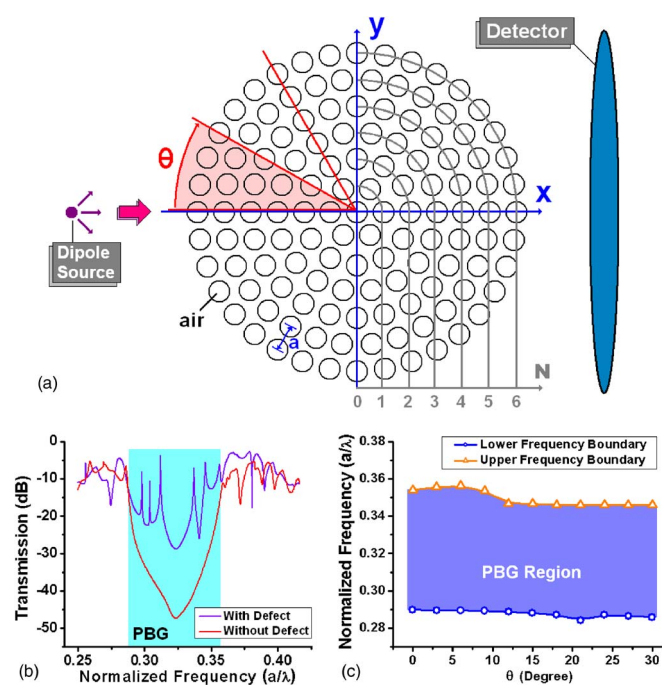 y
Detector
θ
x
Dipole
Source
air
a
N
0 1 2 3 4 5 6
(a)
Transmission (dB)
0
-10
-20
-30
-40
-50
PBG
With Defect
Without Defect
0.25 0.30 0.35 0.40
Normalized Frequency (a/λ)
(b)
Normalized Frequency (a/λ)
0.38
0.36
0.34
0.32
0.30
0.28
Lower Frequency Boundary
Upper Frequency Boundary
PBG Region
0 5 10 15 20 25 30
θ (Degree)
(c)